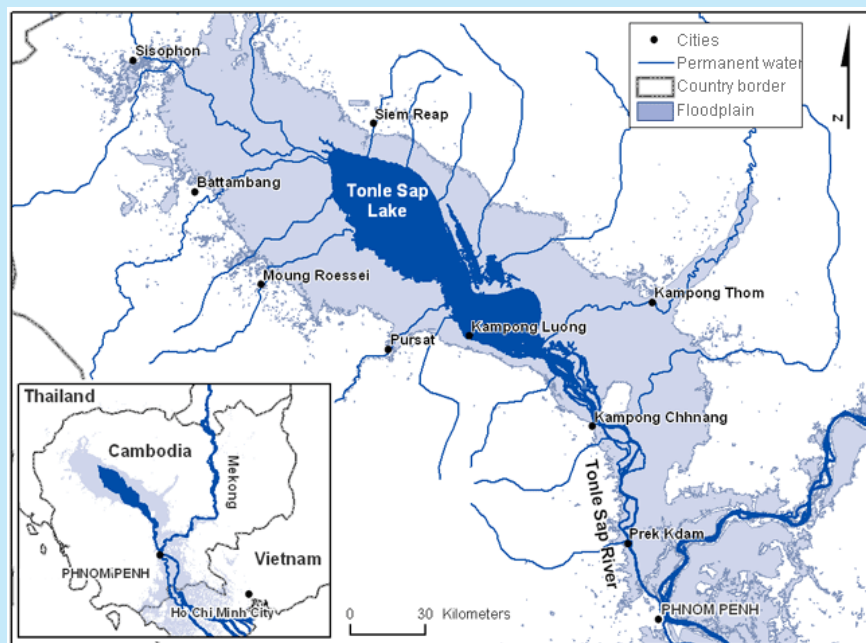 Sisophon
Cities
Permanent water
Country border
Floodplain
N
Siem Reap
Battambang
Tonle Sap
Lake
Moung Roessei
Kampong Thom
Kampong Luong
Pursat
Kampong Chhnang
Tonle Sap River
Prek Kdam
PHNOM PENH
Thailand
Cambodia
Mekong
Vietnam
PHNOM PENH
Ho Chi Minh City
0 30 Kilometers